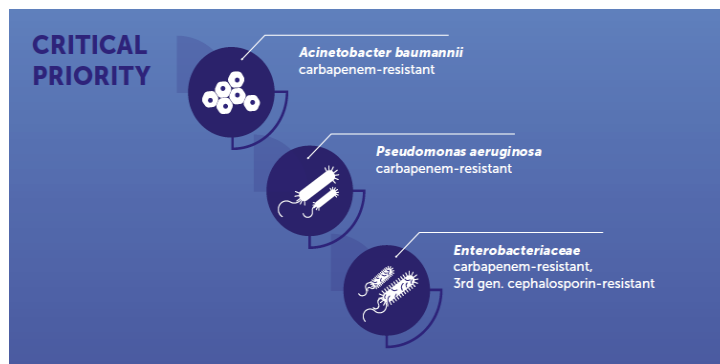 CRITICAL
PRIORITY
Acinetobacter baumannii
carbapenem-resistant
Pseudomonas aeruginosa
carbapenem-resistant
Enterobacteriaceae
carbapenem-resistant,
3rd gen. cephalosporin-resistant